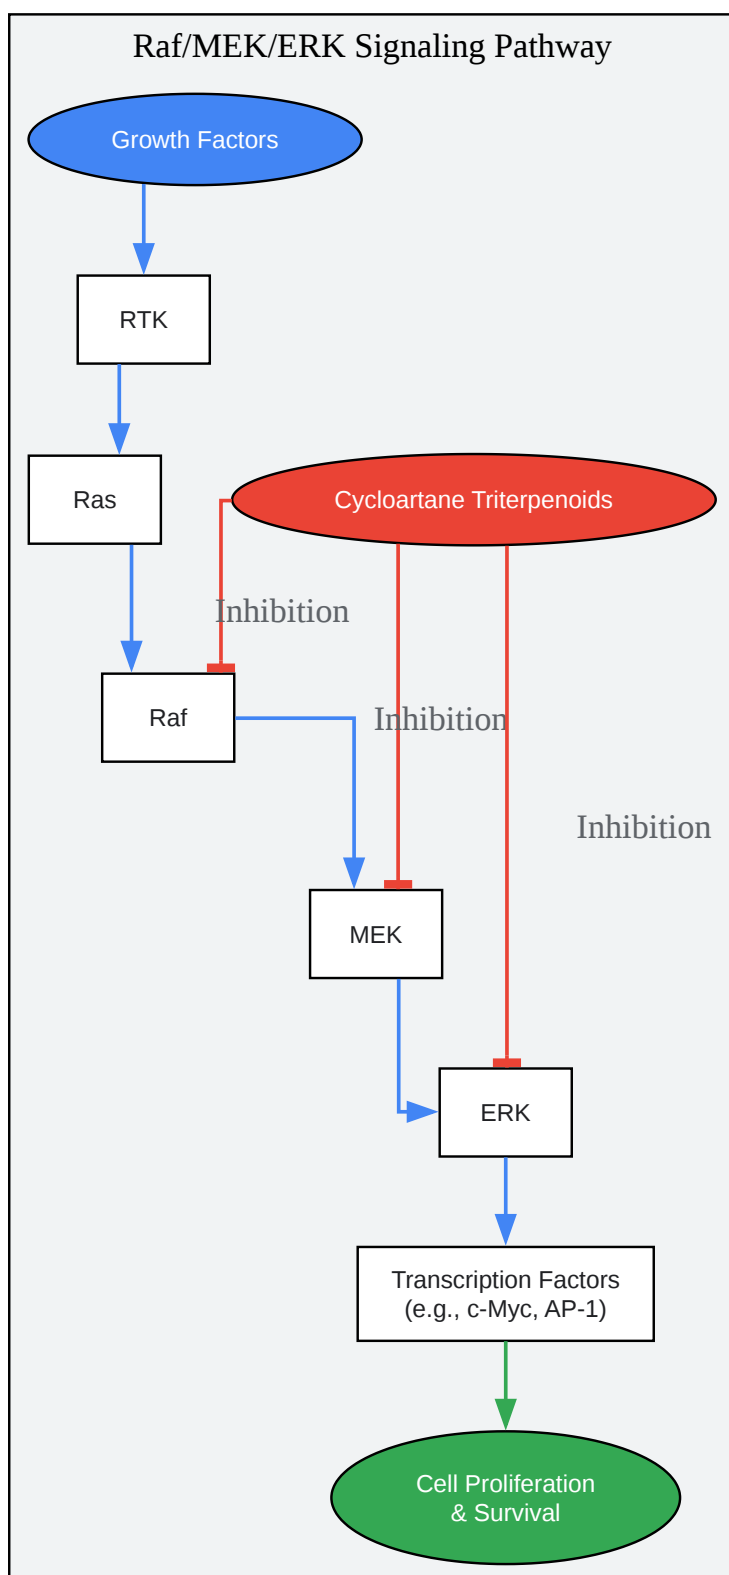 Raf/MEK/ERK Signaling Pathway
Growth Factors
RTK
Ras
Cycloartane Triterpenoids
Inhibition
Raf
Inhibition
Inhibition
MEK
ERK
Transcription Factors
(e.g., c-Myc, AP-1)
Cell Proliferation
& Survival